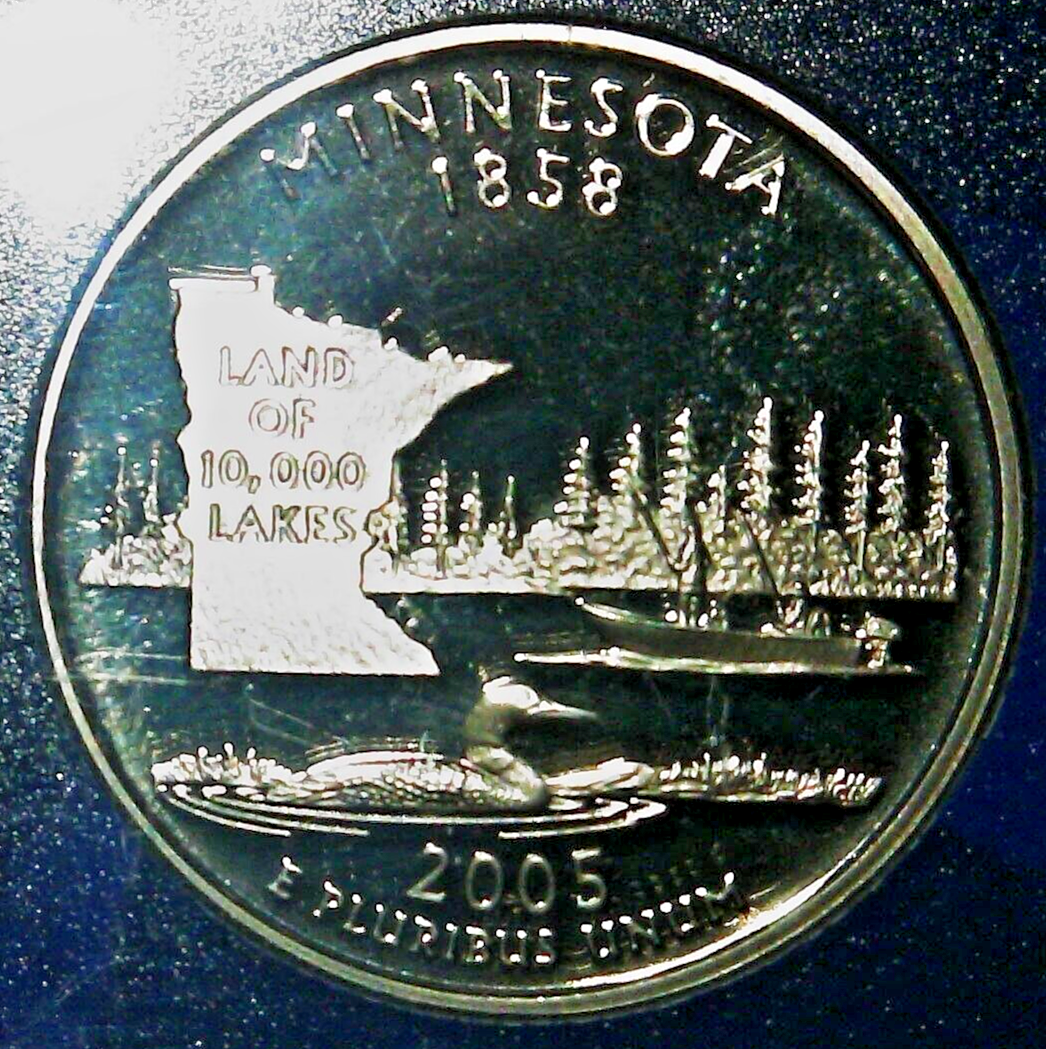 MINNESOTA
1858
LAND
OF
10,000
LAKES
2005
E PLURIBUS UNUM